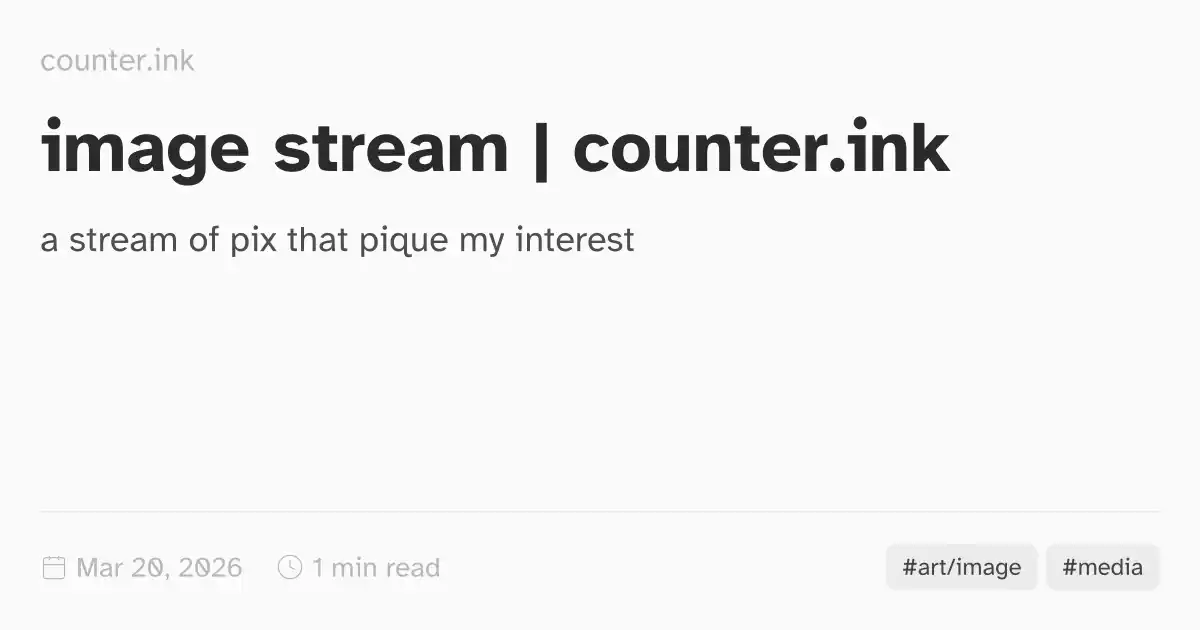 counter.ink
image stream | counter.ink
a stream of pix that pique my interest
Mar 20, 2026 1 min read #art/image #media